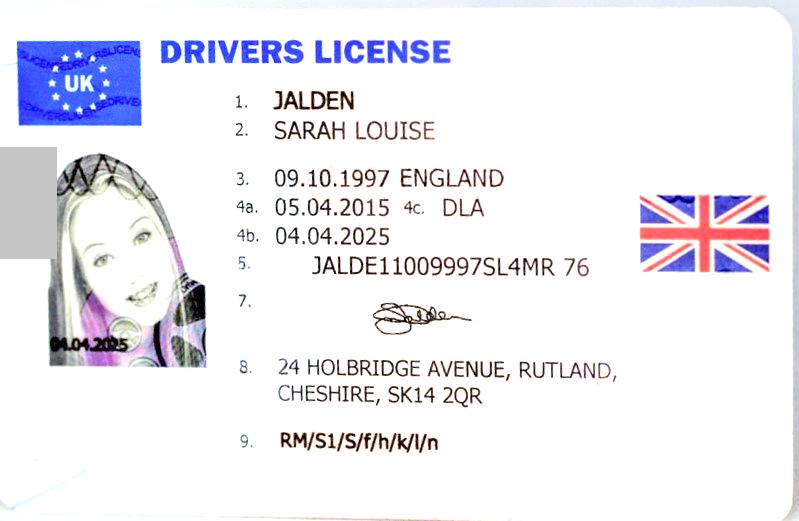 DRIVERS LICENSE
UK
1. JALDEN
2. SARAH LOUISE
3. 09.10.1997 ENGLAND
4a. 05.04.2015 4c. DLA
4b. 04.04.2025
5. JALDE11009997SL4MR 76
7. Jalden
04.04.2025
8. 24 HOLBRIDGE AVENUE, RUTLAND,
CHESHIRE, SK14 2QR
9. RM/S1/S/f/h/k/l/n